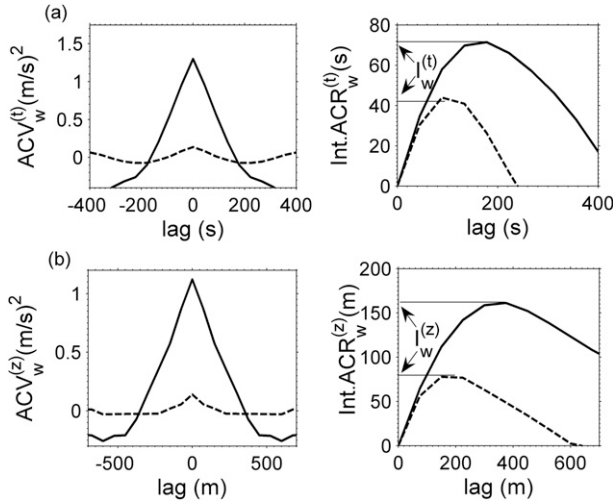 (a)
ACV_w^(t)(m/s)^2
1.5
1
0.5
0
-400 -200 0 200 400
lag (s)
Int.ACR_w^(t)(s)
80
60
40
20
0
I_w^(t)
0 100 200 300 400
lag (s)
(b)
ACV_w^(z)(m/s)^2
1
0.5
0
-500 0 500
lag (m)
Int.ACR_w^(z)(m)
200
150
100
50
0
I_w^(z)
0 200 400 600
lag (m)